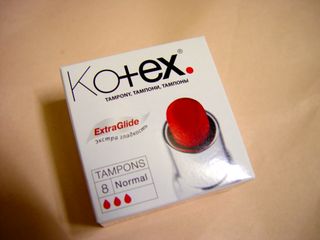 Kotex.®
TAMPONY, ТАМПОНИ, ТАМПОНЫ
ExtraGlide
экстра гладкость
TAMPONS
8 Normal